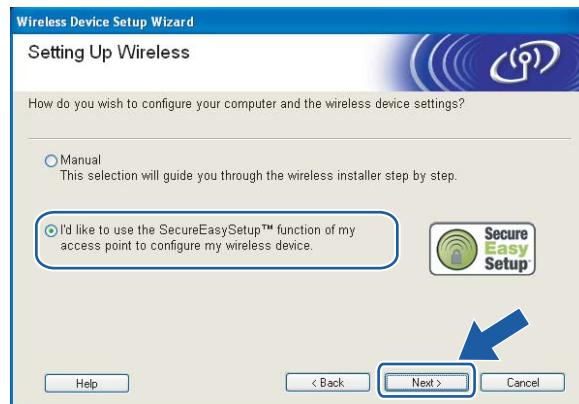 Wireless Device Setup Wizard
Setting Up Wireless
How do you wish to configure your computer and the wireless device settings?
Manual
This selection will guide you through the wireless installer step by step.
I'd like to use the SecureEasySetup™ function of my
access point to configure my wireless device.
Secure
Easy
Setup™
Help
< Back
Next >
Cancel